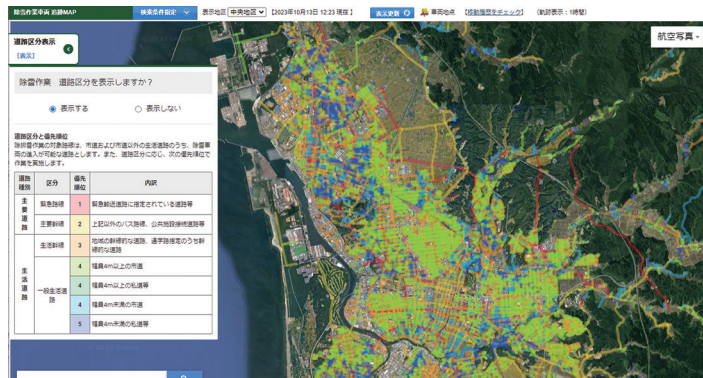 除雪作業車両 追跡MAP
検索条件指定
表示地区 中央地区 【2023年10月13日 12:23 現在】
表示更新
車両地点 【移動履歴をチェック】 （軌跡表示：1時間）
道路区分表示
【表示】
航空写真
除雪作業 道路区分を表示しますか？
表示する 表示しない
道路区分と優先順位
除排雪作業の対象路線は、市道および市道以外の生活道路のうち、除雪車
両の進入が可能な道路とします。また、道路区分に応じ、次の優先順位で
作業を実施します。
道路種別 区分 優先順位 内訳
主要道路 緊急路線 1 緊急輸送道路に指定されている道路等
主要幹線 2 上記以外のバス路線、公共施設接続道路等
生活道路 生活幹線 3 地域の幹線的な道路、通学路指定のうち幹
線的な道路
一般生活道路 4 幅員4m以上の市道
4 幅員4m以上の私道等
4 幅員4m未満の市道
5 幅員4m未満の私道等